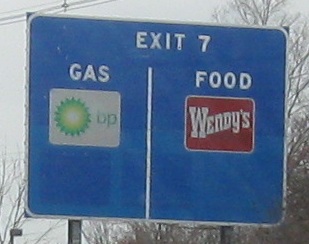 EXIT 7
GAS
FOOD
bp
WENDY'S